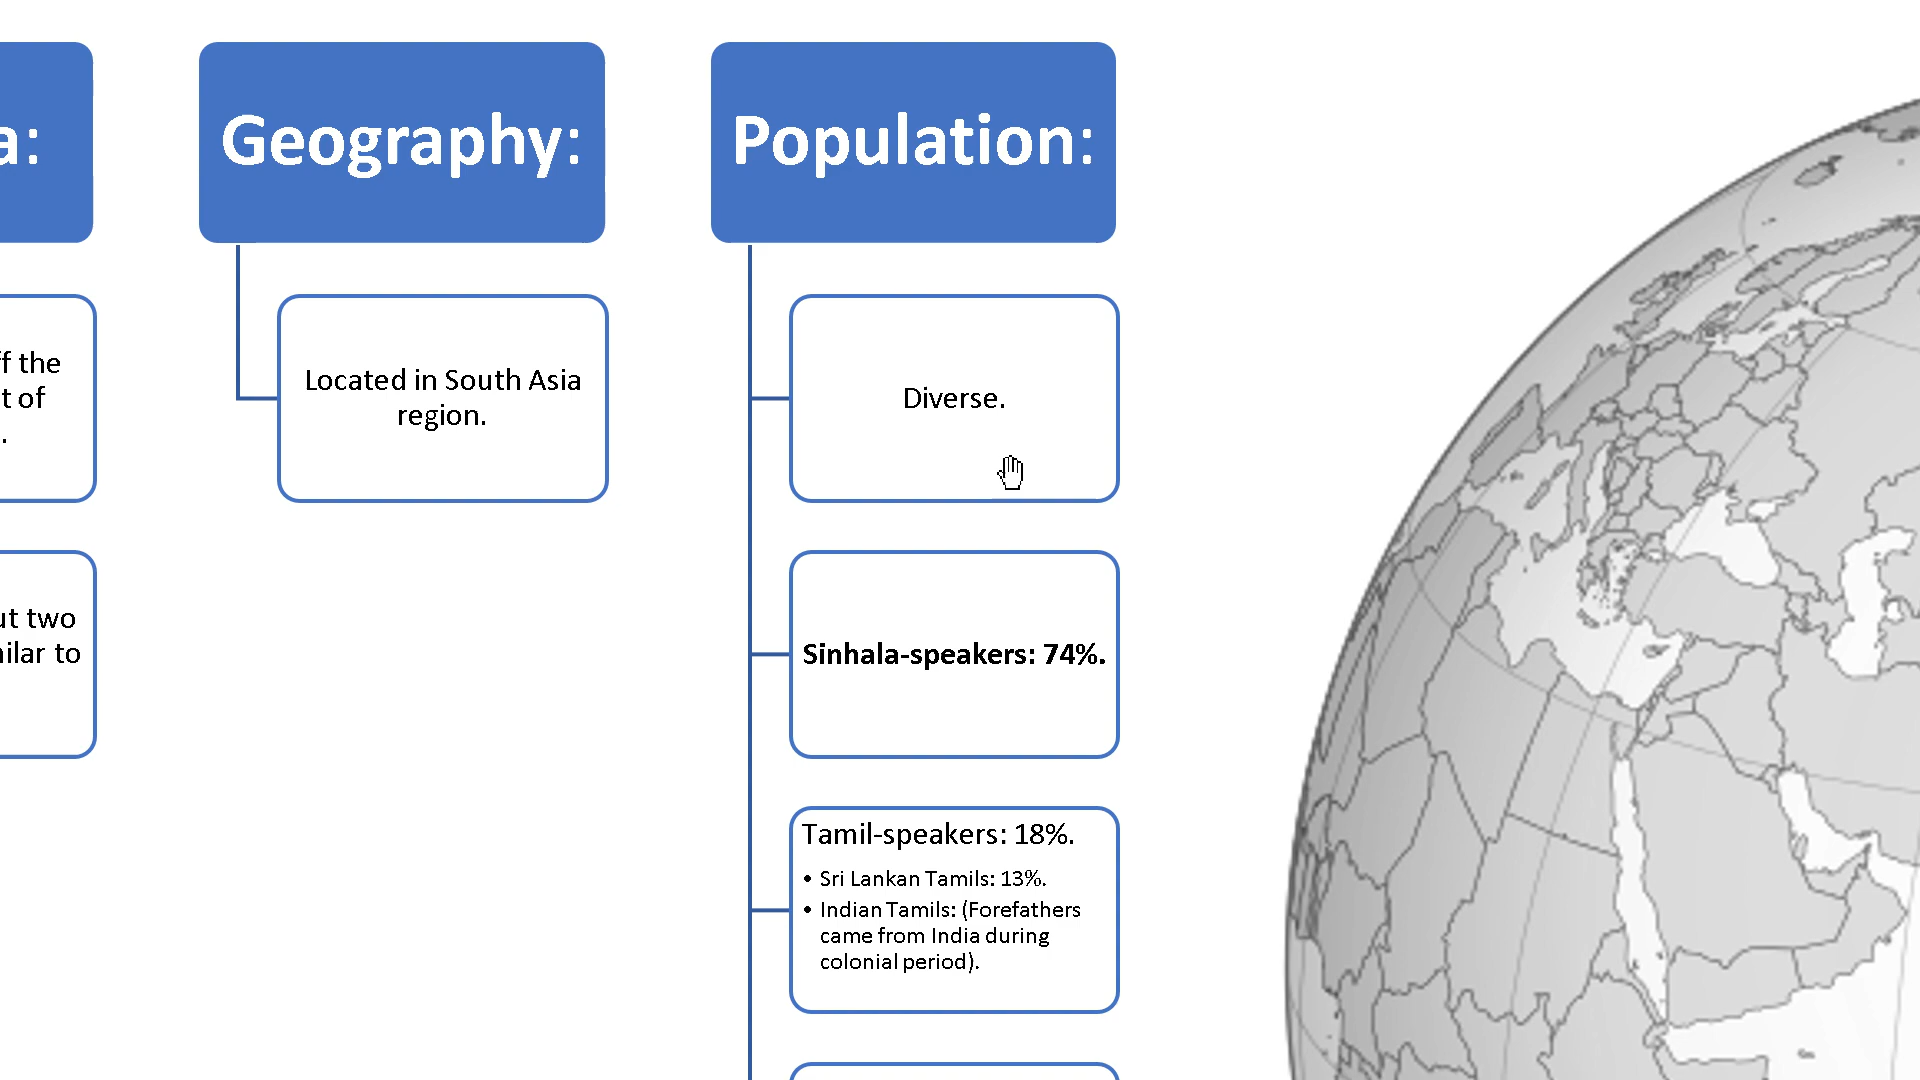 a:
Geography:
Population:
ff the
t of
.
ut two
ilar to
Located in South Asia
region.
Diverse.
Sinhala-speakers: 74%.
Tamil-speakers: 18%.
• Sri Lankan Tamils: 13%.
• Indian Tamils: (Forefathers
came from India during
colonial period).